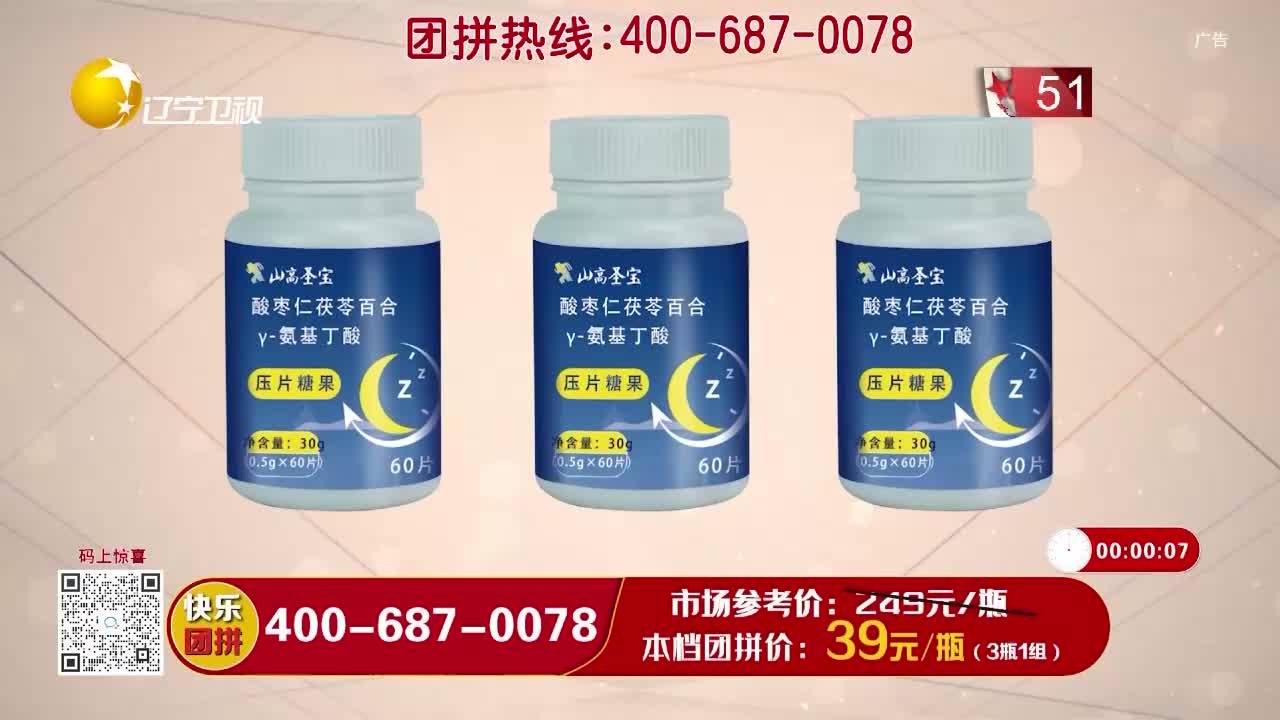 团拼热线:400-687-0078
广告
辽宁卫视
51
山高圣宝
酸枣仁茯苓百合
γ-氨基丁酸
压片糖果
z
z
净含量：30g
(0.5g×60片)
60片
山高圣宝
酸枣仁茯苓百合
γ-氨基丁酸
压片糖果
z
z
净含量：30g
(0.5g×60片)
60片
山高圣宝
酸枣仁茯苓百合
γ-氨基丁酸
压片糖果
z
z
净含量：30g
(0.5g×60片)
60片
00:00:07
码上惊喜
快乐
团拼
400-687-0078
市场参考价：249元/瓶
本档团拼价：39元/瓶（3瓶1组）